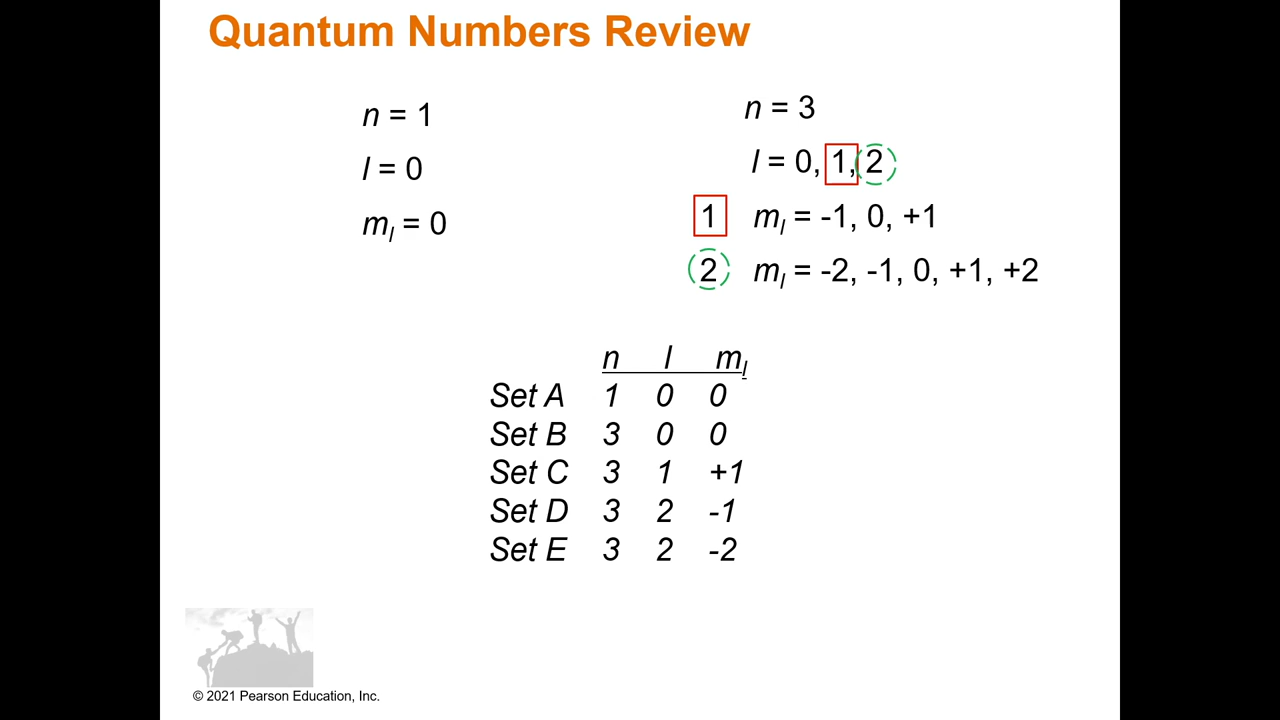 Quantum Numbers Review
n = 1
l = 0
mₗ = 0
n = 3
l = 0, 1, 2
1 mₗ = -1, 0, +1
2 mₗ = -2, -1, 0, +1, +2
n l mₗ
Set A 1 0 0
Set B 3 0 0
Set C 3 1 +1
Set D 3 2 -1
Set E 3 2 -2
© 2021 Pearson Education, Inc.